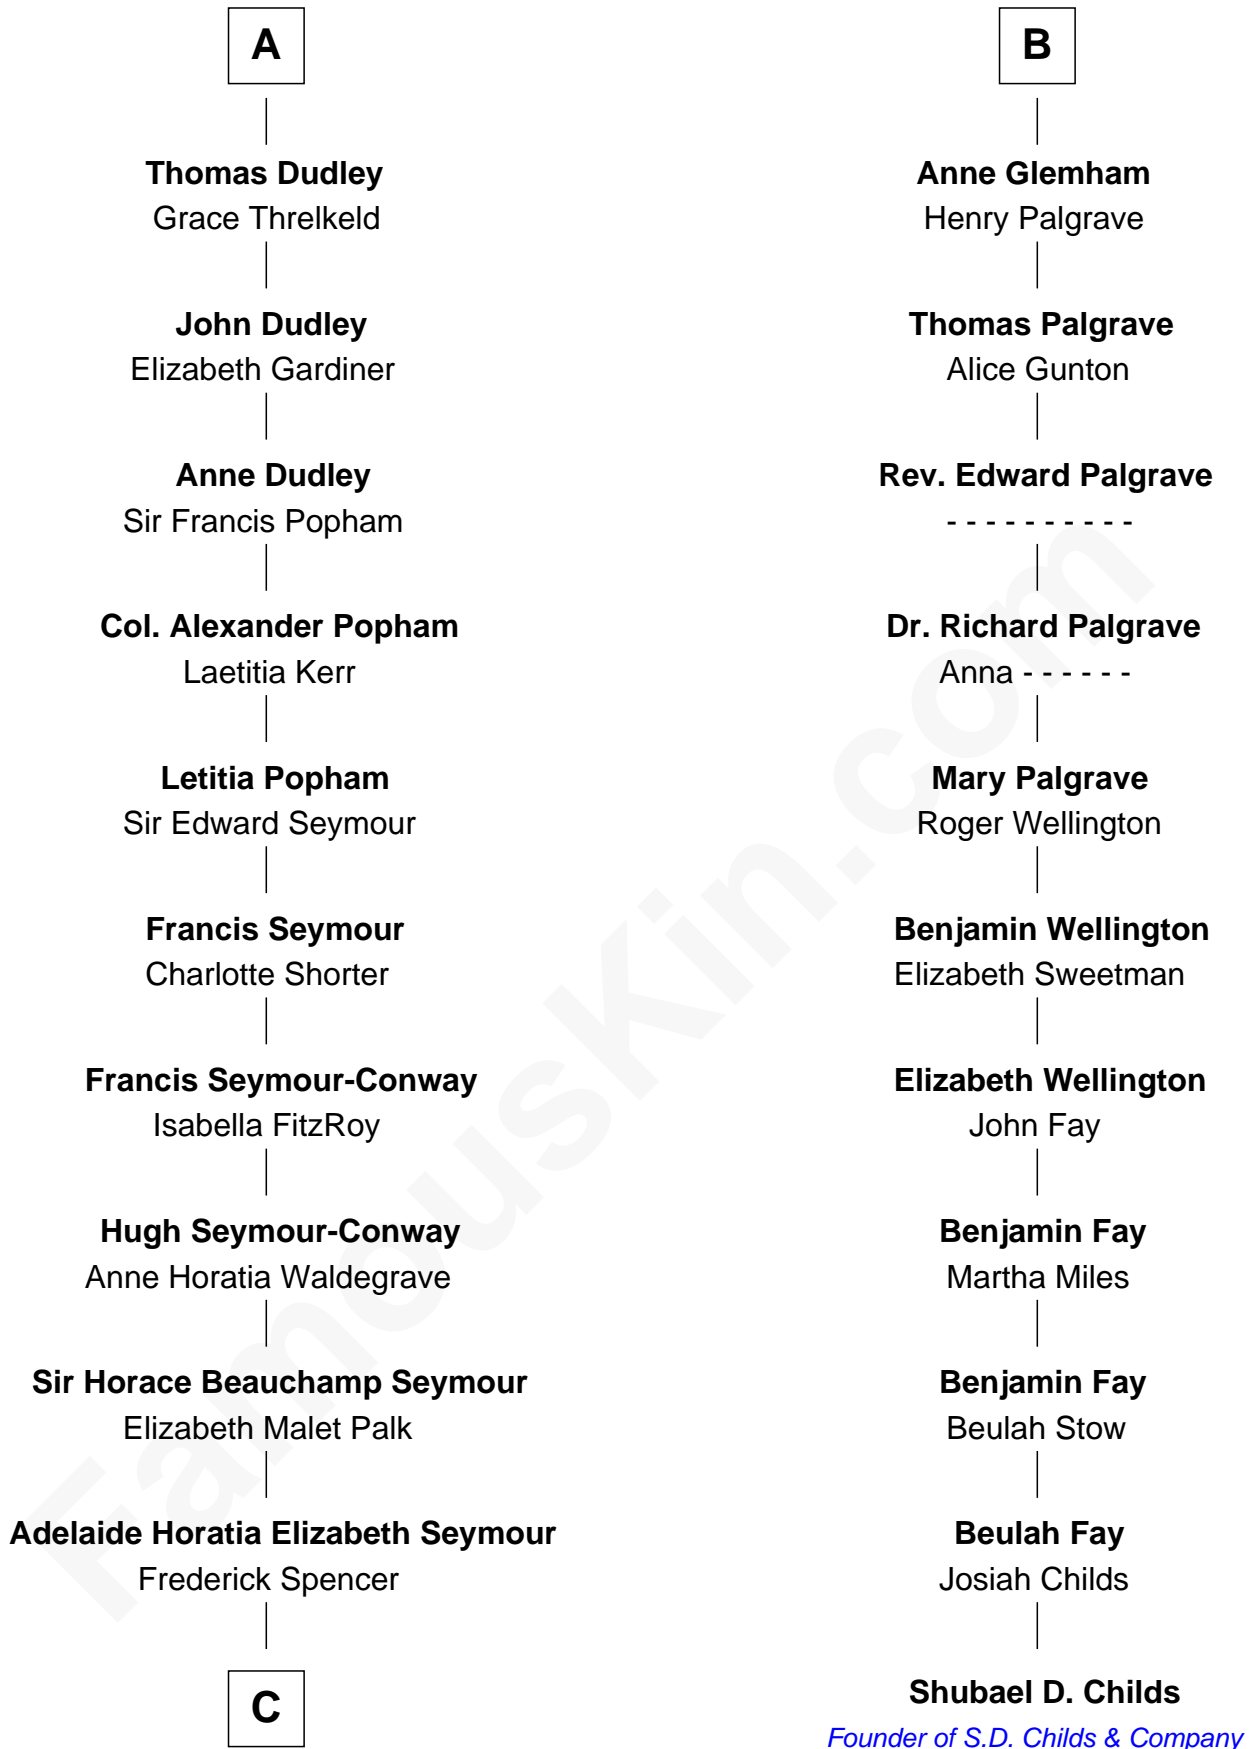 A
Thomas Dudley
Grace Threlkeld
John Dudley
Elizabeth Gardiner
Anne Dudley
Sir Francis Popham
Col. Alexander Popham
Laetitia Kerr
Letitia Popham
Sir Edward Seymour
Francis Seymour
Charlotte Shorter
Francis Seymour-Conway
Isabella FitzRoy
Hugh Seymour-Conway
Anne Horatia Waldegrave
Sir Horace Beauchamp Seymour
Elizabeth Malet Palk
Adelaide Horatia Elizabeth Seymour
Frederick Spencer
C
B
Anne Glemham
Henry Palgrave
Thomas Palgrave
Alice Gunton
Rev. Edward Palgrave
- - - - - - - - - -
Dr. Richard Palgrave
Anna - - - - - -
Mary Palgrave
Roger Wellington
Benjamin Wellington
Elizabeth Sweetman
Elizabeth Wellington
John Fay
Benjamin Fay
Martha Miles
Benjamin Fay
Beulah Stow
Beulah Fay
Josiah Childs
Shubael D. Childs
Founder of S.D. Childs & Company
FamousKin.com